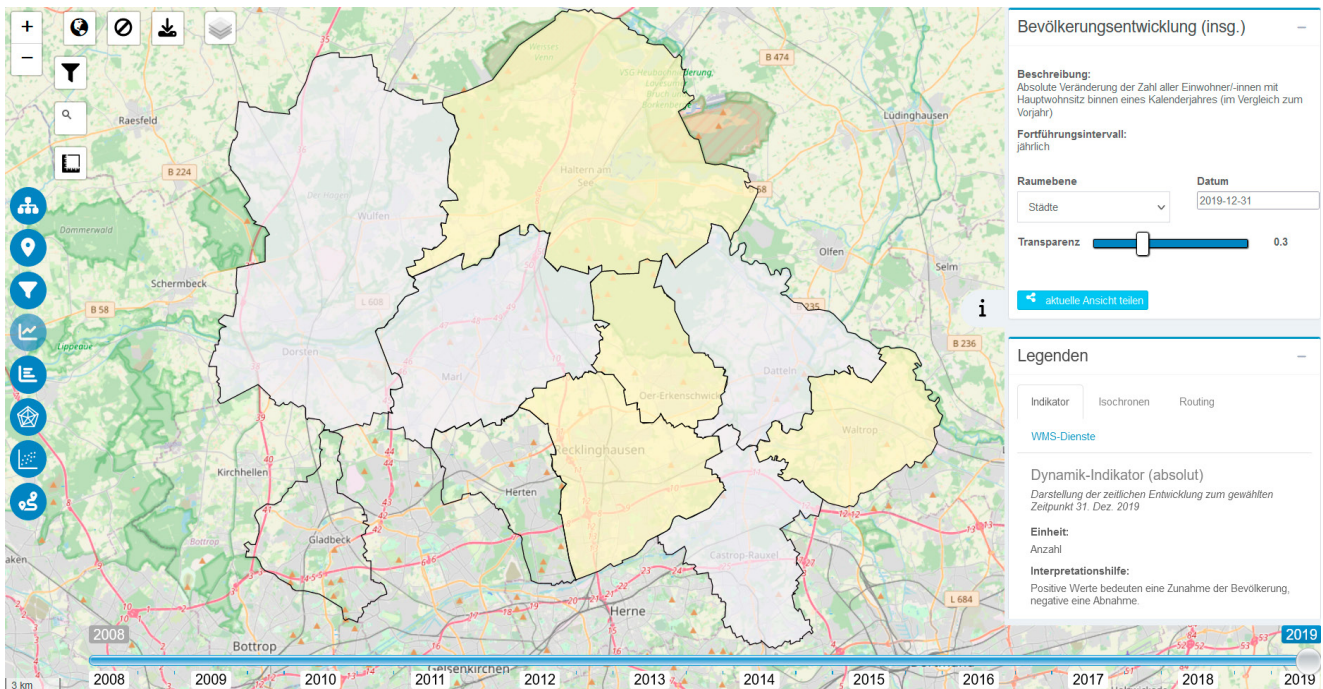 +
−
Raesfeld
B 224
Dammerwald
Schermbeck
B 58
Lippeaue
Der Hagen
Wulfen
L 608
Dorsten
Marl
Haltern am
See
B 474
58
Lüdinghausen
Olfen
Selm
235
B 236
Datteln
Oer-Erkenschwick
Waltrop
Recklinghausen
Herten
Kirchhellen
Gladbeck
Bottrop
Castrop-Rauxel
Herne
L 684
Bottrop
Gelsenkirchen
3 km
2008
2019
2008
2009
2010
2011
2012
2013
2014
2015
2016
2017
2018
2019
i
Bevölkerungsentwicklung (insg.)
Beschreibung:
Absolute Veränderung der Zahl aller Einwohner/-innen mit
Hauptwohnsitz binnen eines Kalenderjahres (im Vergleich zum
Vorjahr)
Fortführungsintervall:
jährlich
Raumebene Datum
Städte 2019-12-31
Transparenz 0.3
aktuelle Ansicht teilen
Legenden
Indikator Isochronen Routing
WMS-Dienste
Dynamik-Indikator (absolut)
Darstellung der zeitlichen Entwicklung zum gewählten
Zeitpunkt 31. Dez. 2019
Einheit:
Anzahl
Interpretationshilfe:
Positive Werte bedeuten eine Zunahme der Bevölkerung,
negative eine Abnahme.